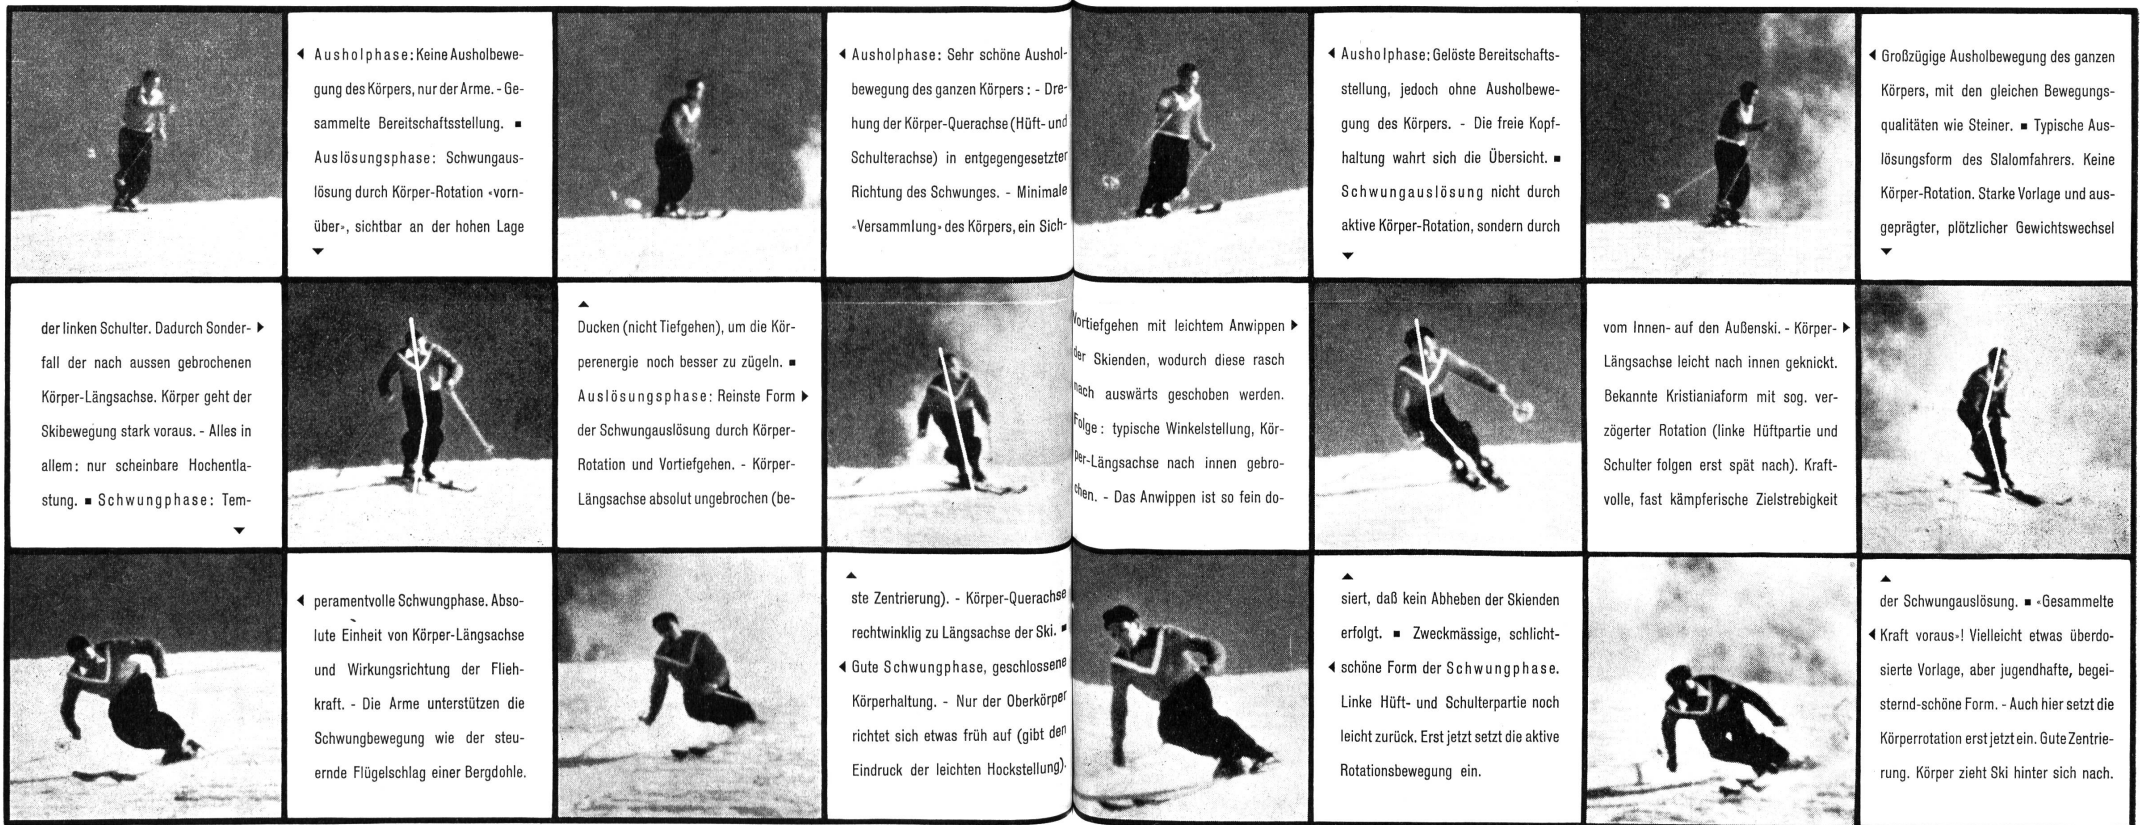 ◀ Ausholphase: Keine Ausholbewe-
gung des Körpers, nur der Arme. - Ge-
sammelte Bereitschaftsstellung. ■
Auslösungsphase: Schwungaus-
lösung durch Körper-Rotation «vorn-
über», sichtbar an der hohen Lage
▼
der linken Schulter. Dadurch Sonder- ▶
fall der nach aussen gebrochenen
Körper-Längsachse. Körper geht der
Skibewegung stark voraus. - Alles in
allem: nur scheinbare Hochentla-
stung. ■ Schwungphase: Tem-
▼
◀ peramentvolle Schwungphase. Abso-
lute Einheit von Körper-Längsachse
und Wirkungsrichtung der Flieh-
kraft. - Die Arme unterstützen die
Schwungbewegung wie der steu-
ernde Flügelschlag einer Bergdohle.
◀ Ausholphase: Sehr schöne Aushol-
bewegung des ganzen Körpers: - Dre-
hung der Körper-Querachse (Hüft- und
Schulterachse) in entgegengesetzter
Richtung des Schwunges. - Minimale
«Versammlung» des Körpers, ein Sich-
▲
Ducken (nicht Tiefgehen), um die Kör-
perenergie noch besser zu zügeln. ■
Auslösungsphase: Reinste Form ▶
der Schwungauslösung durch Körper-
Rotation und Vortiefgehen. - Körper-
Längsachse absolut ungebrochen (be-
▲
ste Zentrierung). - Körper-Querachse
rechtwinklig zu Längsachse der Ski. ■
◀ Gute Schwungphase, geschlossene
Körperhaltung. - Nur der Oberkörper
richtet sich etwas früh auf (gibt den
Eindruck der leichten Hockstellung).
◀ Ausholphase: Gelöste Bereitschafts-
stellung, jedoch ohne Ausholbewe-
gung des Körpers. - Die freie Kopf-
haltung wahrt sich die Übersicht. ■
Schwungauslösung nicht durch
aktive Körper-Rotation, sondern durch
▼
Vortiefgehen mit leichtem Anwippen ▶
der Skienden, wodurch diese rasch
nach auswärts geschoben werden.
Folge: typische Winkelstellung, Kör-
per-Längsachse nach innen gebro-
chen. - Das Anwippen ist so fein do-
▲
siert, daß kein Abheben der Skienden
erfolgt. ■ Zweckmässige, schlicht-
◀ schöne Form der Schwungphase.
Linke Hüft- und Schulterpartie noch
leicht zurück. Erst jetzt setzt die aktive
Rotationsbewegung ein.
◀ Großzügige Ausholbewegung des ganzen
Körpers, mit den gleichen Bewegungs-
qualitäten wie Steiner. ■ Typische Aus-
lösungsform des Slalomfahrers. Keine
Körper-Rotation. Starke Vorlage und aus-
geprägter, plötzlicher Gewichtswechsel
▼
vom Innen- auf den Außenski. - Körper- ▶
Längsachse leicht nach innen geknickt.
Bekannte Kristianiaform mit sog. ver-
zögerter Rotation (linke Hüftpartie und
Schulter folgen erst spät nach). Kraft-
volle, fast kämpferische Zielstrebigkeit
▲
der Schwungauslösung. ■ «Gesammelte
◀ Kraft voraus»! Vielleicht etwas überdo-
sierte Vorlage, aber jugendhafte, begei-
sternd-schöne Form. - Auch hier setzt die
Körperrotation erst jetzt ein. Gute Zentrie-
rung. Körper zieht Ski hinter sich nach.